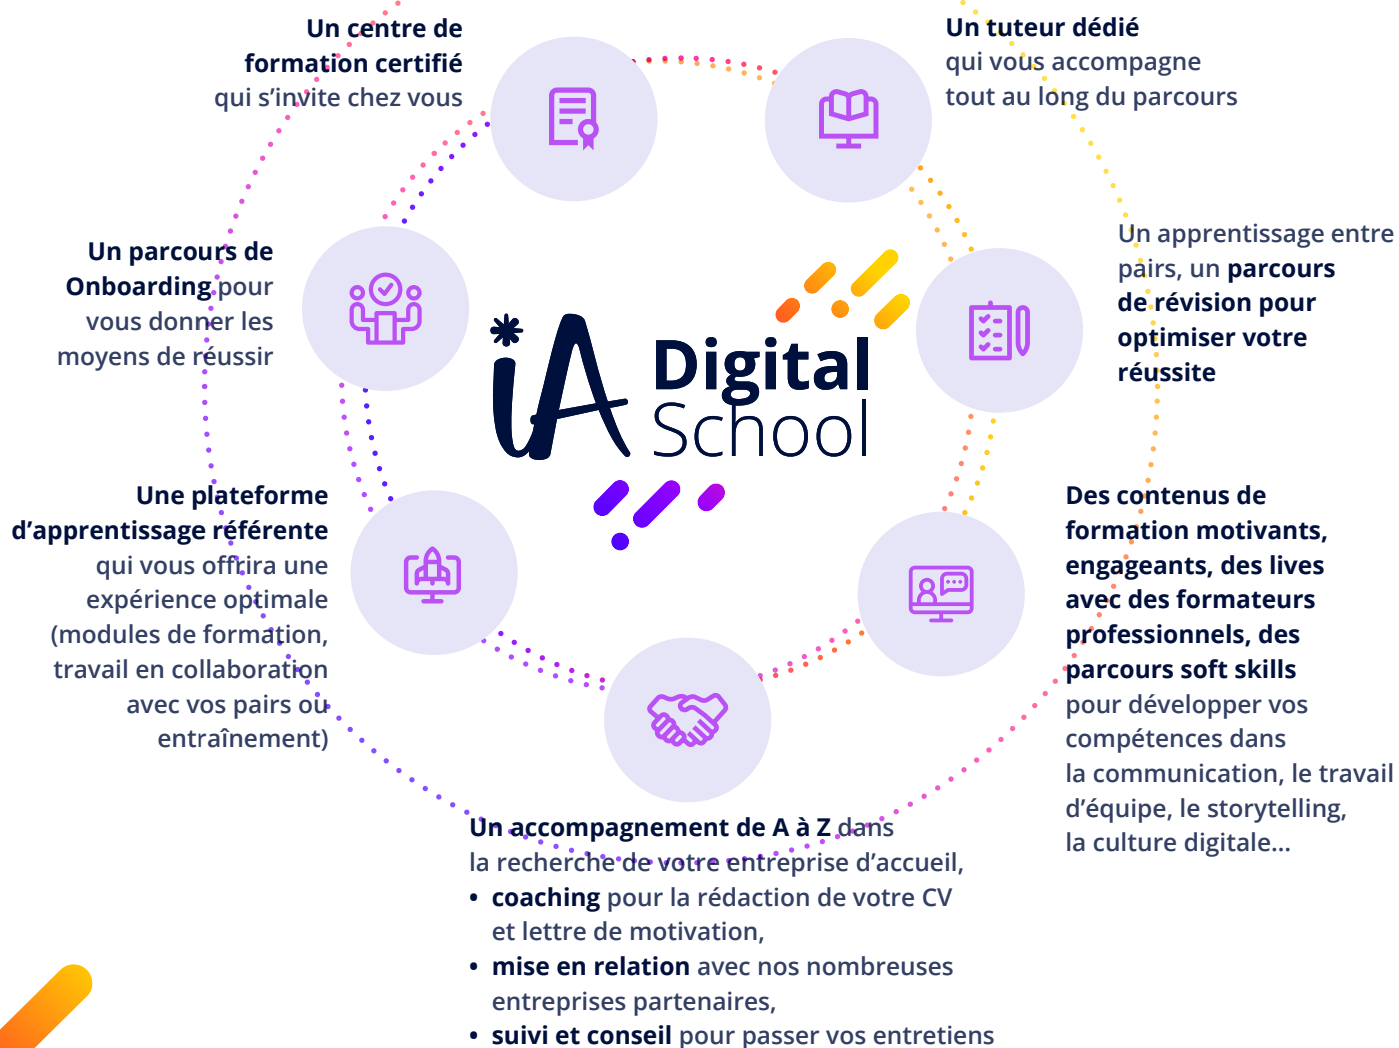 Un centre de
formation certifié
qui s’invite chez vous
Un tuteur dédié
qui vous accompagne
tout au long du parcours
Un parcours de
Onboarding pour
vous donner les
moyens de réussir
Un apprentissage entre
pairs, un parcours
de révision pour
optimiser votre
réussite
iA Digital
School
Une plateforme
d’apprentissage référente
qui vous offrira une
expérience optimale
(modules de formation,
travail en collaboration
avec vos pairs ou
entraînement)
Des contenus de
formation motivants,
engageants, des lives
avec des formateurs
professionnels, des
parcours soft skills
pour développer vos
compétences dans
la communication, le travail
d’équipe, le storytelling,
la culture digitale...
Un accompagnement de A à Z dans
la recherche de votre entreprise d’accueil,
• coaching pour la rédaction de votre CV
et lettre de motivation,
• mise en relation avec nos nombreuses
entreprises partenaires,
• suivi et conseil pour passer vos entretiens